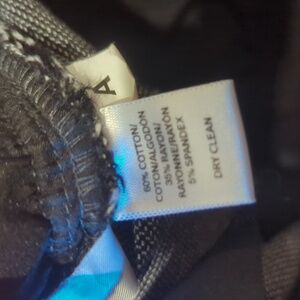 A
60% COTTON/
COTON/ALGODON
35% RAYON/
RAYONNE/RAYON
5% SPANDEX
DRY CLEAN